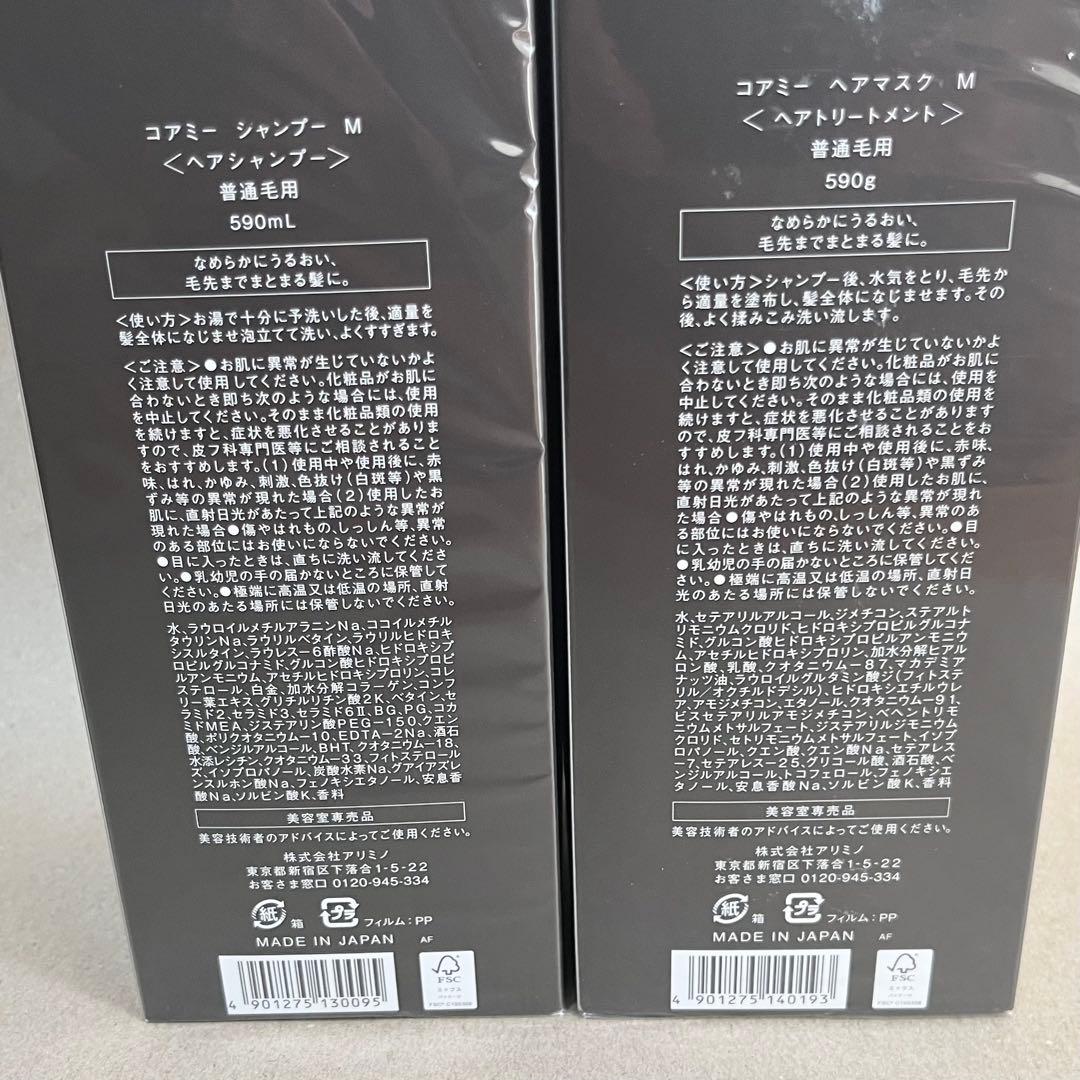 コアミー シャンプー M
＜ヘアシャンプー＞
普通毛用
590mL
なめらかにうるおい、
毛先までまとまる髪に。
＜使い方＞お湯で十分に予洗いした後、適量を
髪全体になじませ泡立てて洗い、よくすすぎます。
＜ご注意＞●お肌に異常が生じていないかよ
く注意して使用してください。化粧品がお肌に
合わないとき即ち次のような場合には、使用
を中止してください。そのまま化粧品類の使用
を続けますと、症状を悪化させることがありま
すので、皮フ科専門医等にご相談されること
をおすすめします。（1）使用中や使用後に、赤
味、はれ、かゆみ、刺激、色抜け（白斑等）や黒
ずみ等の異常が現れた場合（2）使用したお
肌に、直射日光があたって上記のような異常が
現れた場合●傷やはれもの、しっしん等、異常
のある部位にはお使いにならないでください。
●目に入ったときは、直ちに洗い流してくださ
い。●乳幼児の手の届かないところに保管して
ください。●極端に高温又は低温の場所、直射
日光のあたる場所には保管しないでください。
水、ラウロイルメチルアラニンNa、ココイルメチル
タウリンNa、ラウリルベタイン、ラウリルヒドロキ
シスルタイン、ラウレス-6酢酸Na、ヒドロキシプ
ロピルグルコナミド、グルコン酸ヒドロキシプロピ
ルアンモニウム、アセチルヒドロキシプロリン、コレ
ステロール、白金、加水分解コラーゲン、コンフ
リー葉エキス、グリチルリチン酸2K、ベタイン、セ
ラミド2、セラミド3、セラミド6Ⅱ、BG、PG、コカ
ミドMEA、ジステアリン酸PEG-150、クエン
酸、ポリクオタニウム-10、EDTA-2Na、酒石
酸、ベンジルアルコール、BHT、クオタニウム-18、
水添レシチン、クオタニウム-33、フィトステロール
ズ、イソプロパノール、炭酸水素Na、グアイアズレ
ンスルホン酸Na、フェノキシエタノール、安息香
酸Na、ソルビン酸K、香料
美容室専売品
美容技術者のアドバイスによってご使用ください。
株式会社アリミノ
東京都新宿区下落合1-5-22
お客さま窓口 0120-945-334
紙 箱 プラ フィルム：PP
MADE IN JAPAN AF
4 901275 130095
FSC
ミックス
パッケージ
コアミー ヘアマスク M
＜ヘアトリートメント＞
普通毛用
590g
なめらかにうるおい、
毛先までまとまる髪に。
＜使い方＞シャンプー後、水気をとり、毛先か
ら適量を塗布し、髪全体になじませます。その
後、よく揉みこみ洗い流します。
＜ご注意＞●お肌に異常が生じていないかよ
く注意して使用してください。化粧品がお肌に
合わないとき即ち次のような場合には、使用を
中止してください。そのまま化粧品類の使用を
続けますと、症状を悪化させることがありますの
で、皮フ科専門医等にご相談されることをおす
すめします。（1）使用中や使用後に、赤味、
はれ、かゆみ、刺激、色抜け（白斑等）や黒ずみ
等の異常が現れた場合（2）使用したお肌に、
直射日光があたって上記のような異常が現れ
た場合●傷やはれもの、しっしん等、異常のあ
る部位にはお使いにならないでください。●目
に入ったときは、直ちに洗い流してください。
●乳幼児の手の届かないところに保管してくだ
さい。●極端に高温又は低温の場所、直射日
光のあたる場所には保管しないでください。
水、セテアリルアルコール、ジメチコン、ステアルト
リモニウムクロリド、ヒドロキシプロピルグルコナ
ミド、グルコン酸ヒドロキシプロピルアンモニウ
ム、アセチルヒドロキシプロリン、加水分解ヒアル
ロン酸、乳酸、クオタニウム-87、マカデミア
ナッツ油、ラウロイルグルタミン酸ジ（フィトステ
リル／オクチルドデシル）、ヒドロキシエチルウレ
ア、アモジメチコン、エタノール、クオタニウム-91、
ビスセテアリルアモジメチコン、ベヘントリモ
ニウムメトサルフェート、ジステアリルジモニウム
クロリド、セトリモニウムメトサルフェート、イソプ
ロパノール、クエン酸、クエン酸Na、セテアレス
-7、セテアレス-25、グリコール酸、酒石酸、ベ
ンジルアルコール、トコフェロール、フェノキシエ
タノール、安息香酸Na、ソルビン酸K、香料
美容室専売品
美容技術者のアドバイスによってご使用ください。
株式会社アリミノ
東京都新宿区下落合1-5-22
お客さま窓口 0120-945-334
紙 箱 プラ フィルム：PP
MADE IN JAPAN AF
4 901275 140193
FSC
ミックス
パッケージ